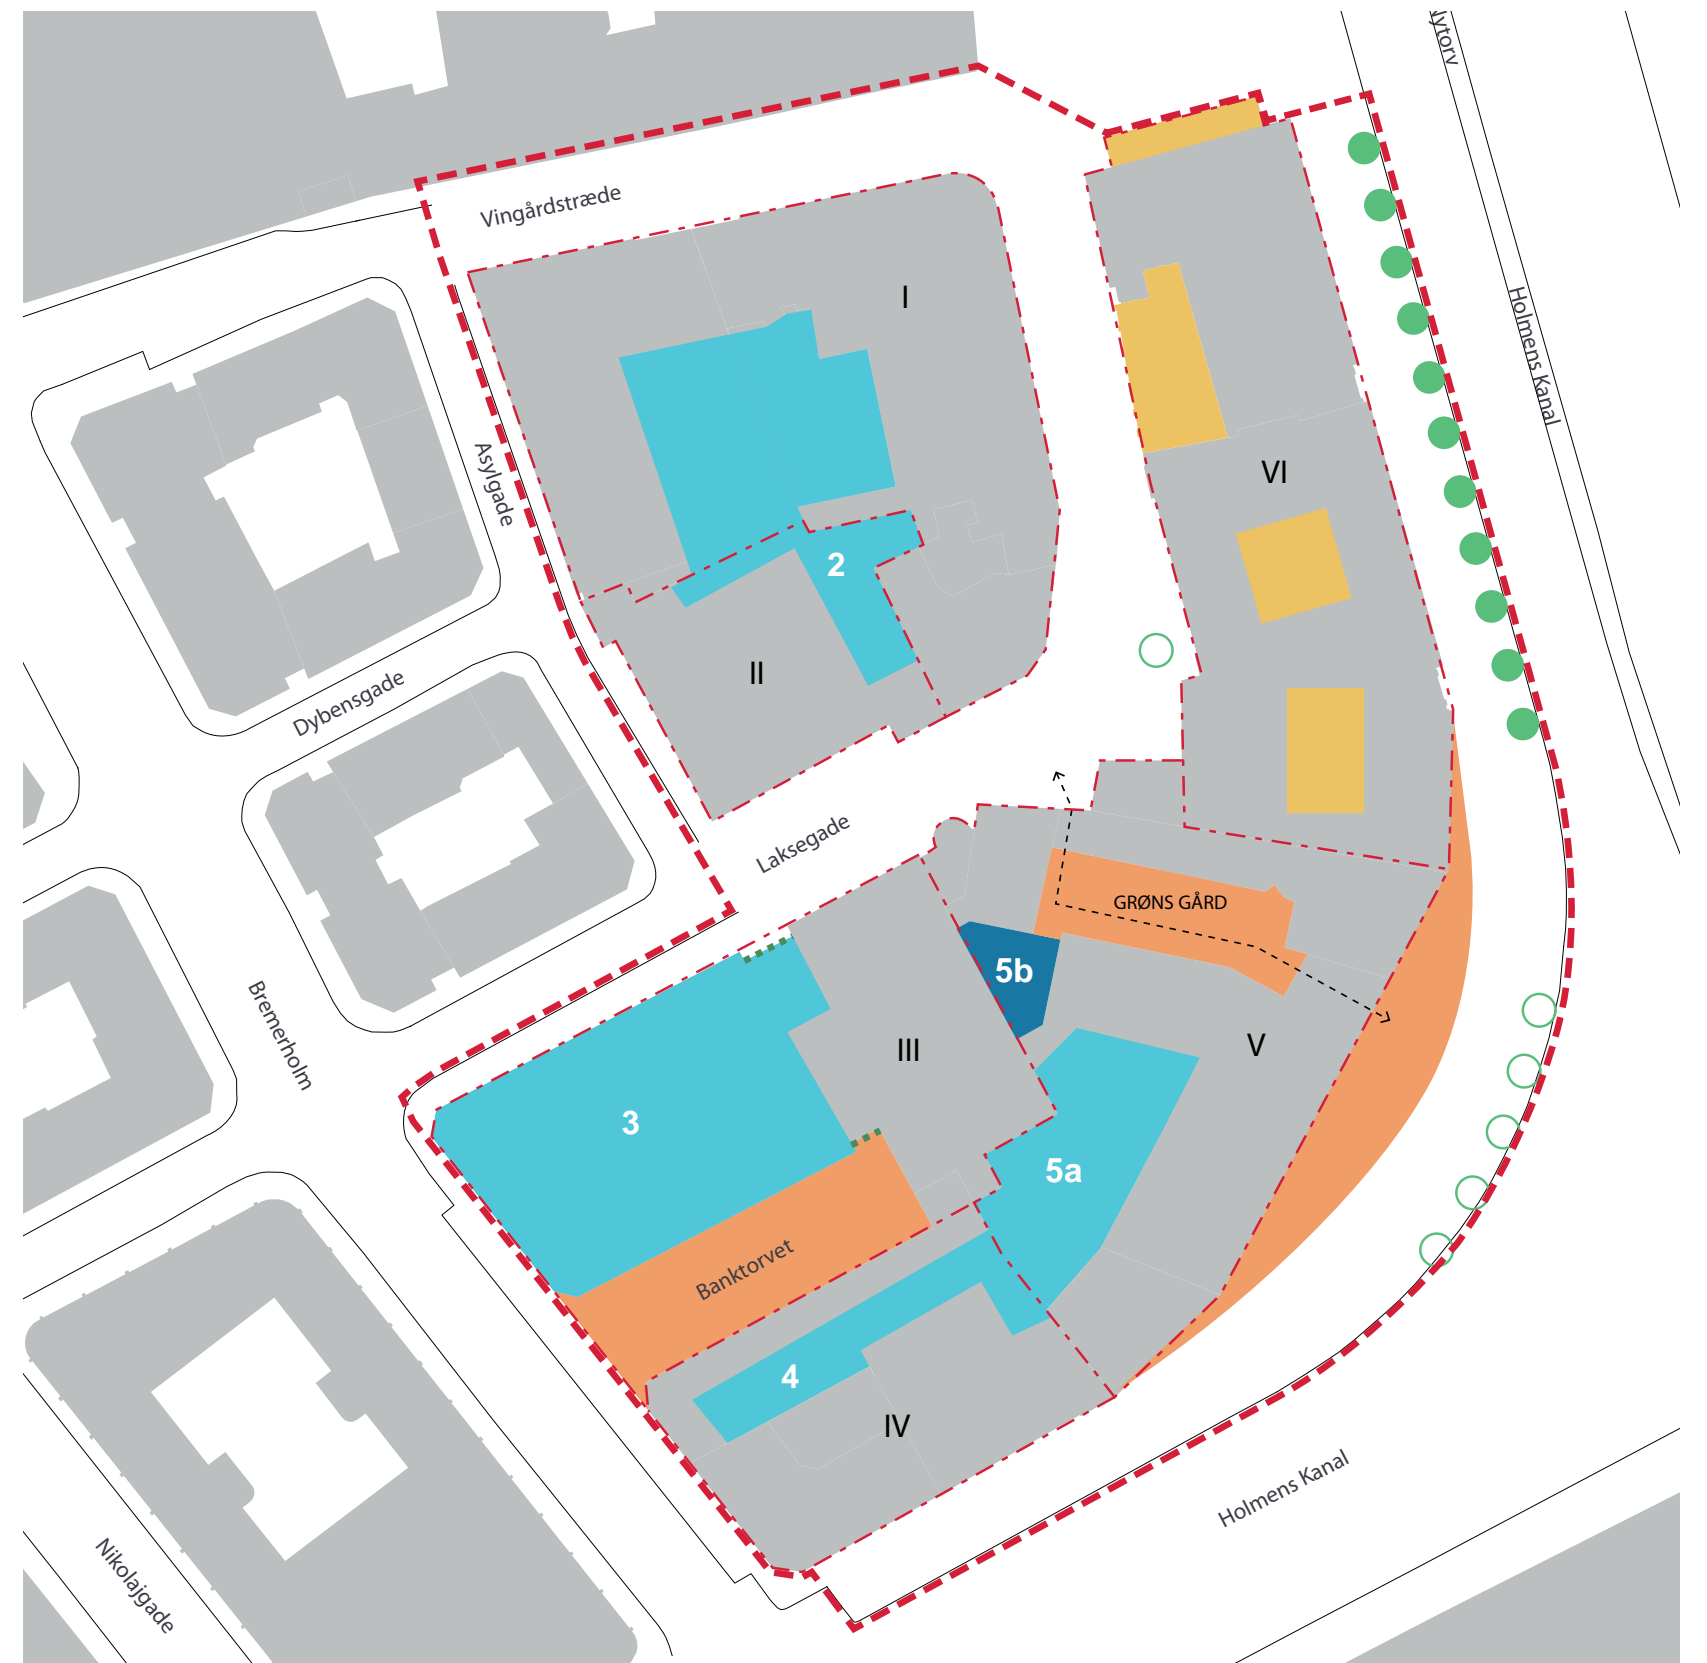 Vingårdstræde
I
Holmens Kanal
Asylgade
VI
2
II
Dybensgade
Laksegade
GRØNS GÅRD
5b
Bremerholm
III
V
3
5a
Banktorvet
4
IV
Holmens Kanal
Nikolajgade